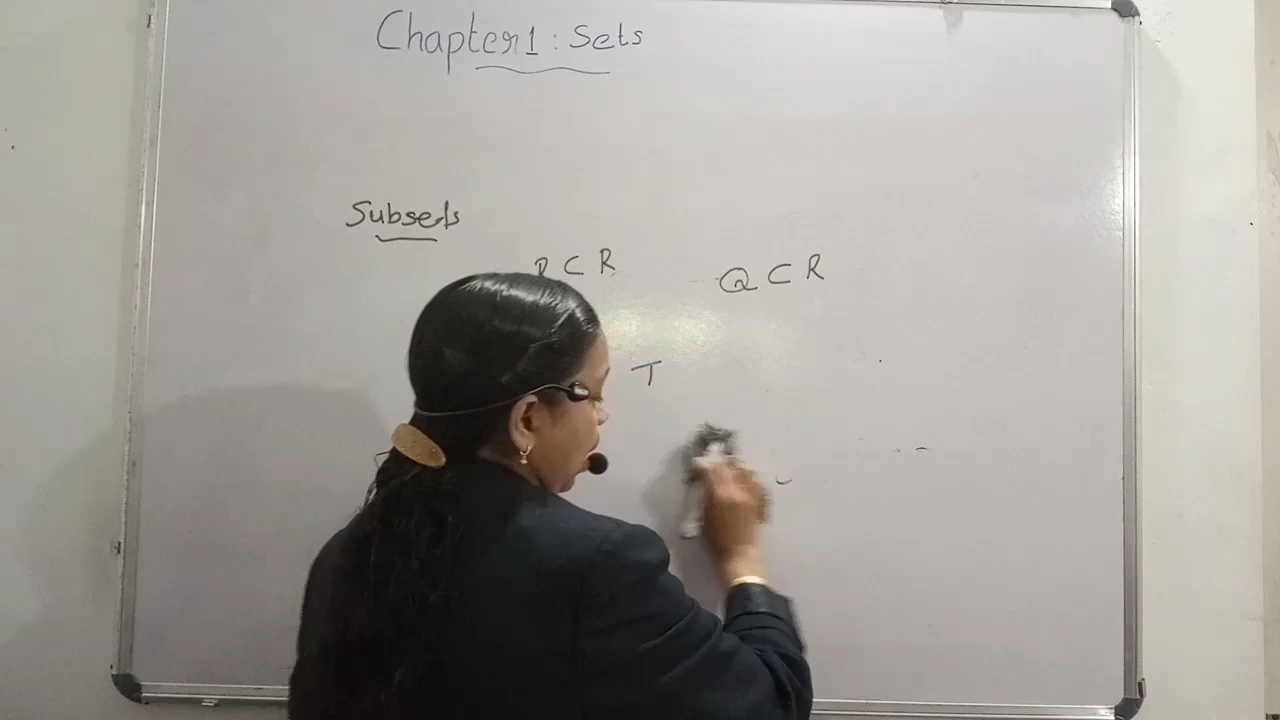 Chapter 1 : Sets
Subsets
⊂ R Q ⊂ R
T